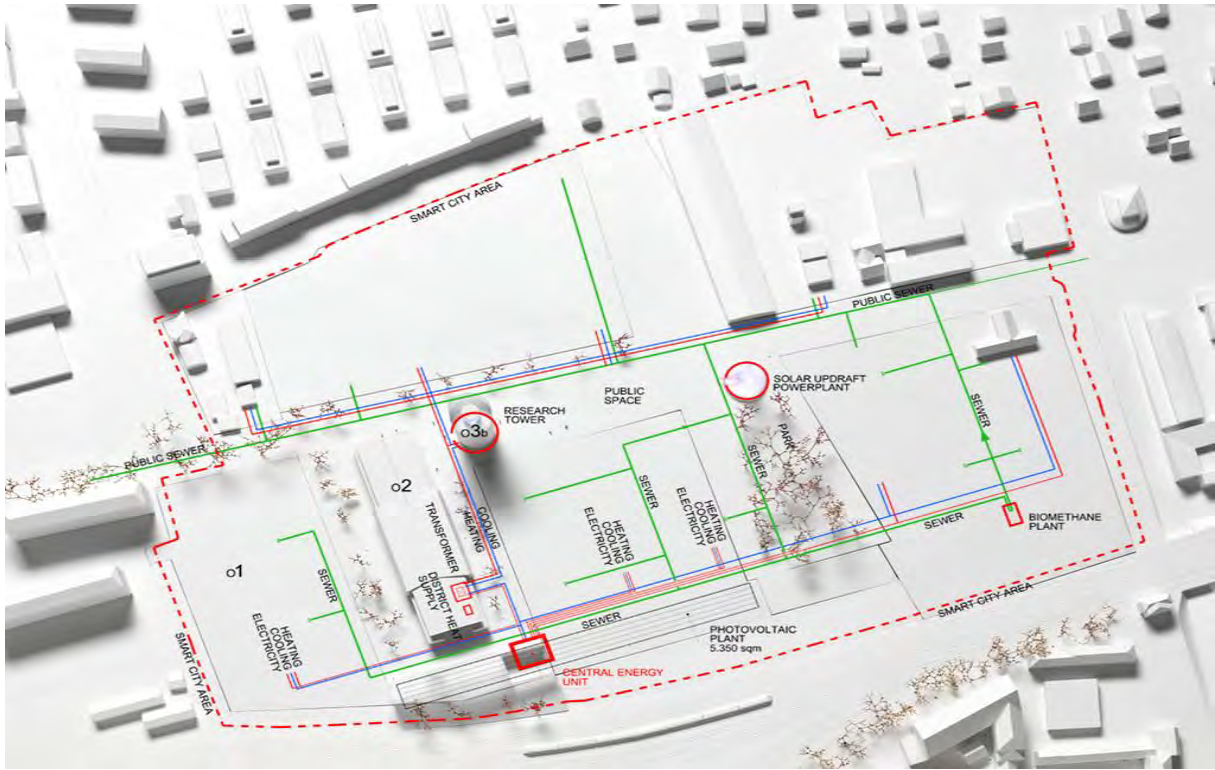 SMART CITY AREA
PUBLIC SEWER
SOLAR UPDRAFT
POWERPLANT
PUBLIC
SPACE
RESEARCH
TOWER
o3b
PARK
SEWER
SEWER
SEWER
PUBLIC SEWER
o2
TRANSFORMER
COOLING
HEATING
HEATING
COOLING
ELECTRICITY
HEATING
COOLING
ELECTRICITY
SEWER
BIOMETHANE
PLANT
o1
SEWER
DISTRICT HEAT
SUPPLY
SEWER
SMART CITY AREA
PHOTOVOLTAIC
PLANT
5.350 sqm
HEATING
COOLING
ELECTRICITY
SMART CITY AREA
CENTRAL ENERGY
UNIT